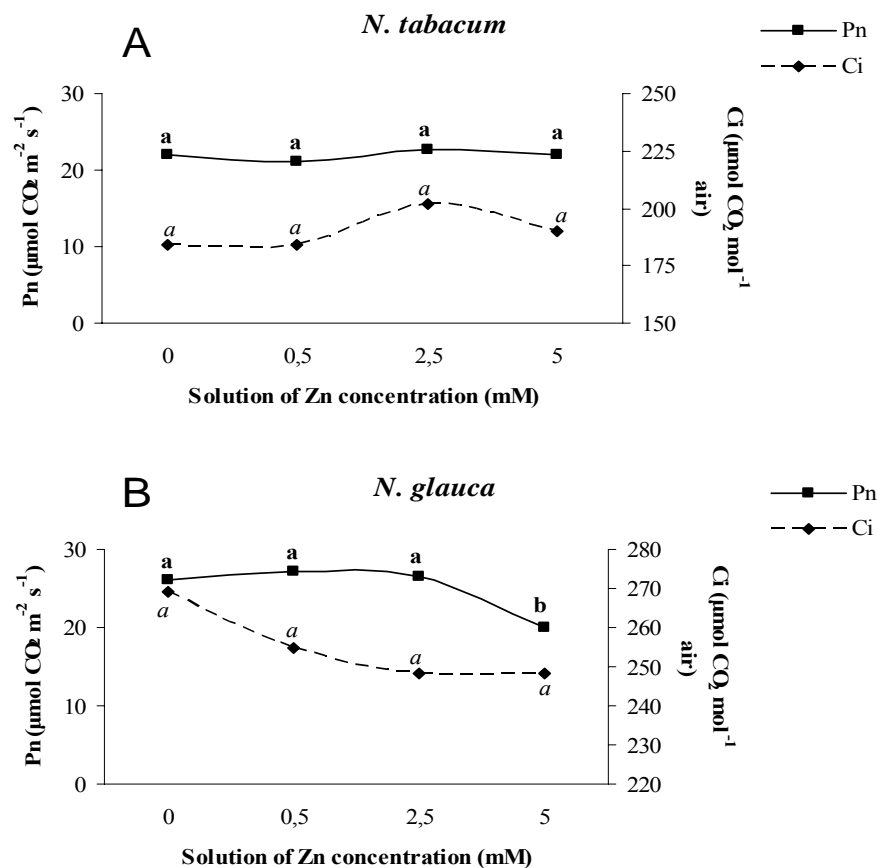 A
N. tabacum
Pn
Ci
30
20
10
0
Pn (µmol CO2 m-2 s-1)
a
a
a
a
a
a
a
a
250
225
200
175
150
Ci (µmol CO2 mol-1
air)
0
0,5
2,5
5
Solution of Zn concentration (mM)
B
N. glauca
Pn
Ci
30
20
10
0
Pn (µmol CO2 m-2 s-1)
a
a
a
b
a
a
a
a
280
270
260
250
240
230
220
Ci (µmol CO2 mol-1
air)
0
0,5
2,5
5
Solution of Zn concentration (mM)